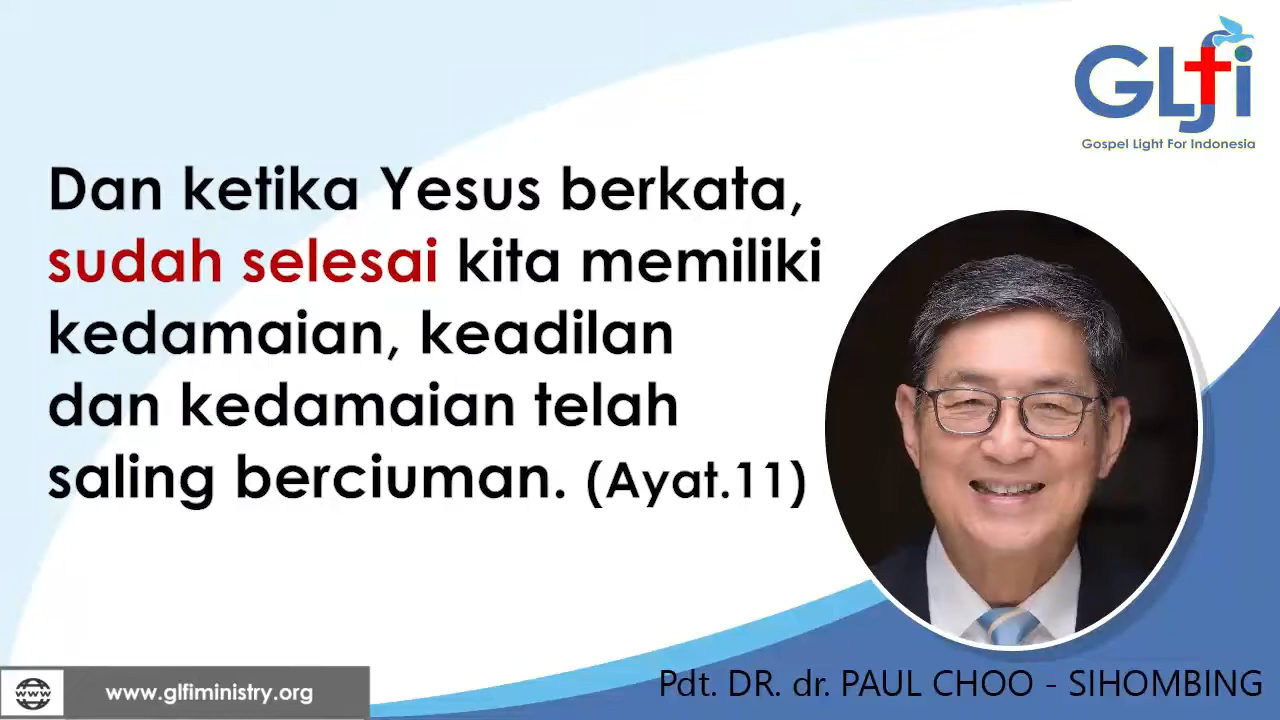 GLfi
Gospel Light For Indonesia
Dan ketika Yesus berkata,
sudah selesai kita memiliki
kedamaian, keadilan
dan kedamaian telah
saling berciuman. (Ayat.11)
www
www.glfiministry.org
Pdt. DR. dr. PAUL CHOO - SIHOMBING